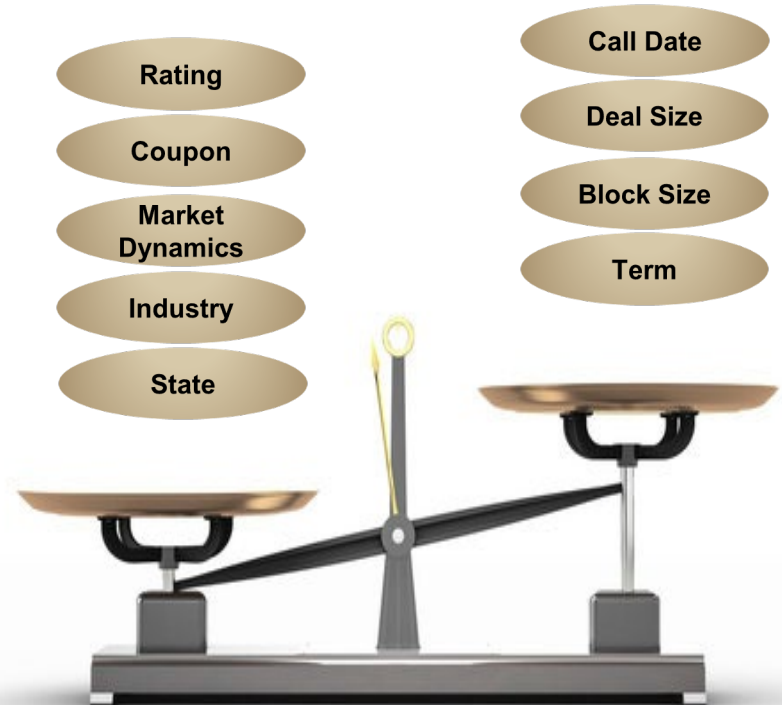 Rating
Coupon
Market
Dynamics
Industry
State
Call Date
Deal Size
Block Size
Term